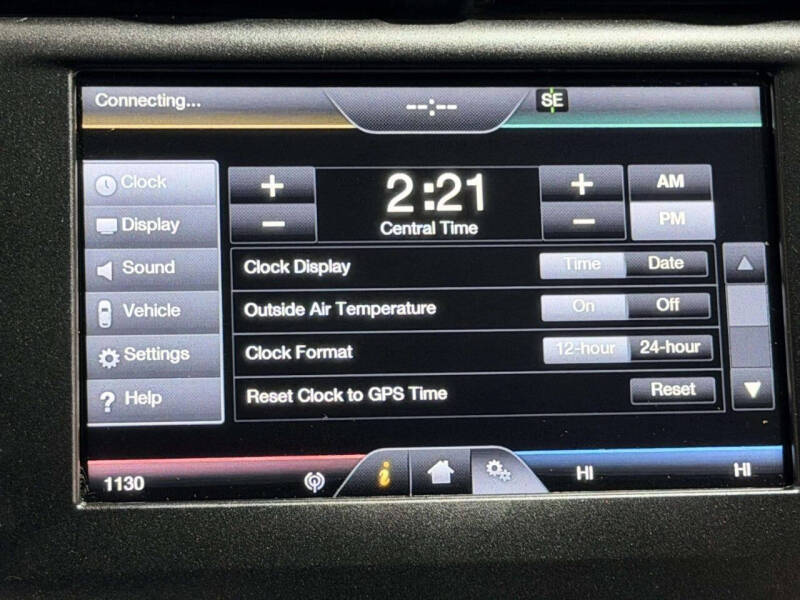 Connecting...
--:--
SE
Clock
+
2:21
+
AM
Display
−
Central Time
−
PM
Sound
Clock Display
Time
Date
Vehicle
Outside Air Temperature
On
Off
Settings
Clock Format
12-hour
24-hour
? Help
Reset Clock to GPS Time
Reset
1130
i
HI
HI